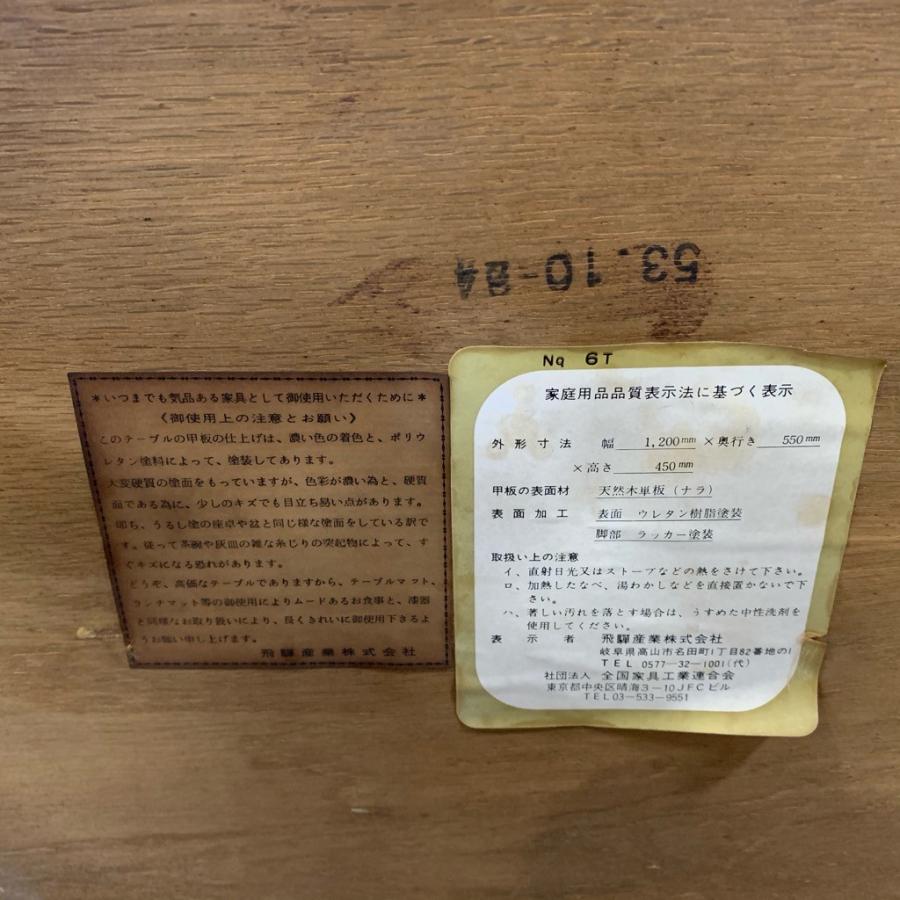 53.10-24
＊いつまでも気品ある家具として御使用いただくために＊
《御使用上の注意とお願い》
このテーブルの甲板の仕上げは、濃い色の着色と、ポリウ
レタン塗料によって、塗装してあります。
大変硬質の塗面をもっていますが、色彩が濃い為と、硬質
面である為に、少しのキズでも目立ち易い点があります。
即ち、うるし塗の座卓や盆と同じ様な塗面をしている訳で
す。従って茶碗や灰皿の雑な糸じりの突起物によって、す
ぐキズになる恐れがあります。
どうぞ、高価なテーブルでありますから、テーブルマット、
ランチマット等の御使用によりムードあるお食事と、漆器
と同様なお取り扱いにより、長くきれいに御使用下さるよ
うお願い申し上げます。
飛騨産業株式会社
No 6T
家庭用品品質表示法に基づく表示
外形寸法 幅 1,200mm ×奥行き 550mm
×高さ 450mm
甲板の表面材 天然木単板（ナラ）
表面加工 表面 ウレタン樹脂塗装
脚部 ラッカー塗装
取扱い上の注意
イ、直射日光又はストーブなどの熱をさけて下さい。
ロ、加熱したなべ、湯わかしなどを直接置かないで下
さい。
ハ、著しい汚れを落とす場合は、うすめた中性洗剤を
使用してください。
表示者 飛驒産業株式会社
岐阜県高山市名田町1丁目82番地の1
TEL 0577-32-1001(代)
社団法人 全国家具工業連合会
東京都中央区晴海3-10JFCビル
TEL03-533-9551